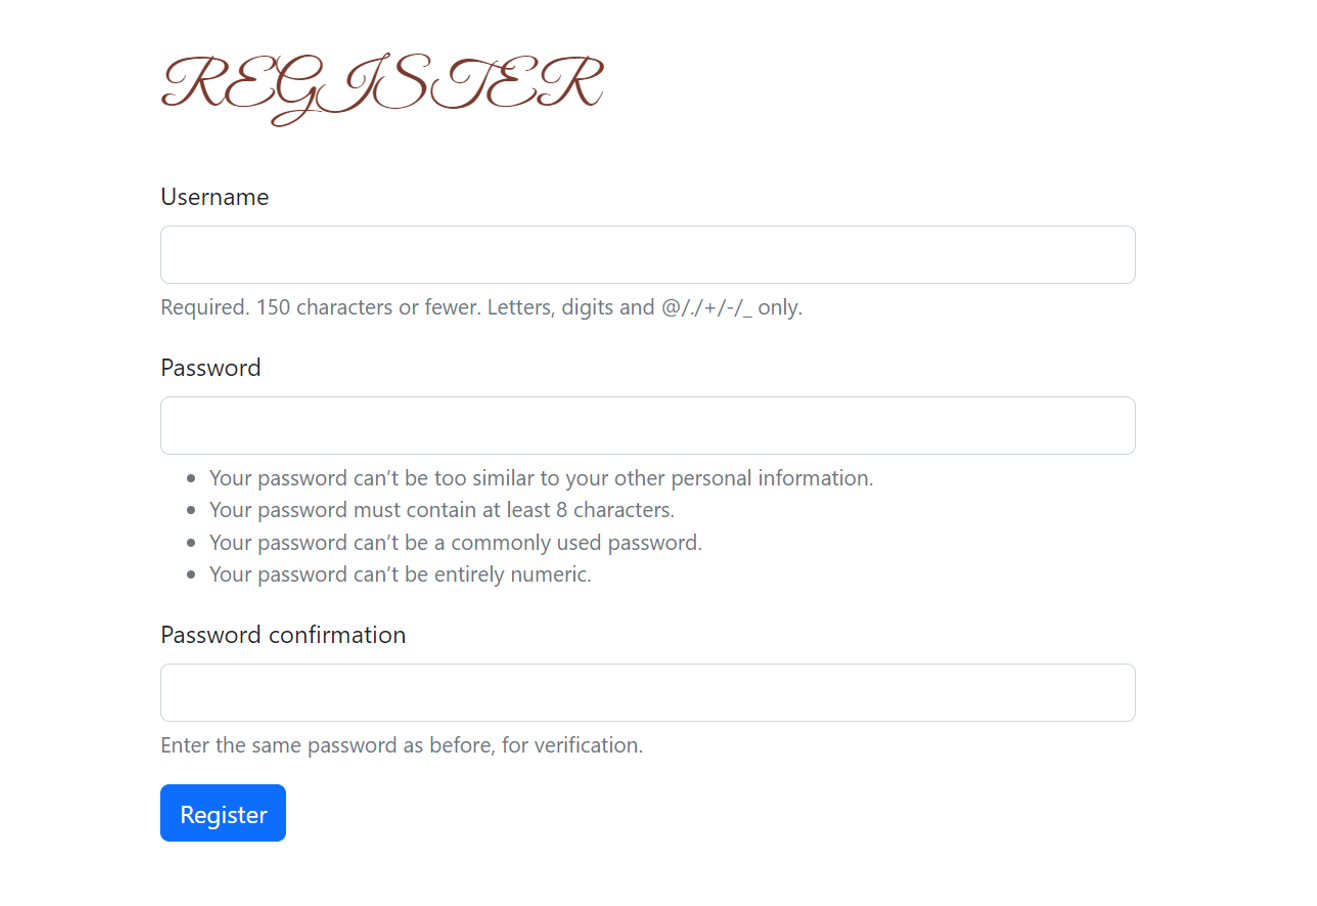 REGISTER
Username
Required. 150 characters or fewer. Letters, digits and @/./+/-/_ only.
Password
• Your password can’t be too similar to your other personal information.
• Your password must contain at least 8 characters.
• Your password can’t be a commonly used password.
• Your password can’t be entirely numeric.
Password confirmation
Enter the same password as before, for verification.
Register